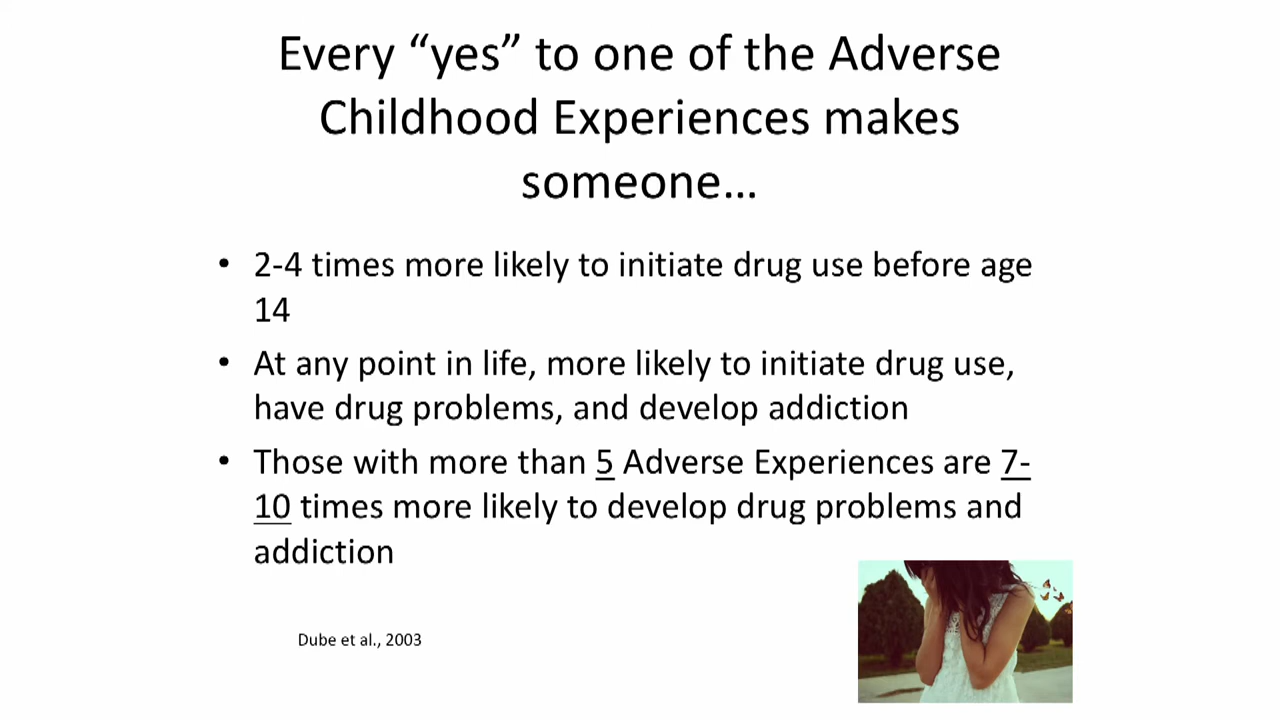 Every “yes” to one of the Adverse
Childhood Experiences makes
someone…
• 2-4 times more likely to initiate drug use before age
14
• At any point in life, more likely to initiate drug use,
have drug problems, and develop addiction
• Those with more than 5 Adverse Experiences are 7-
10 times more likely to develop drug problems and
addiction
Dube et al., 2003